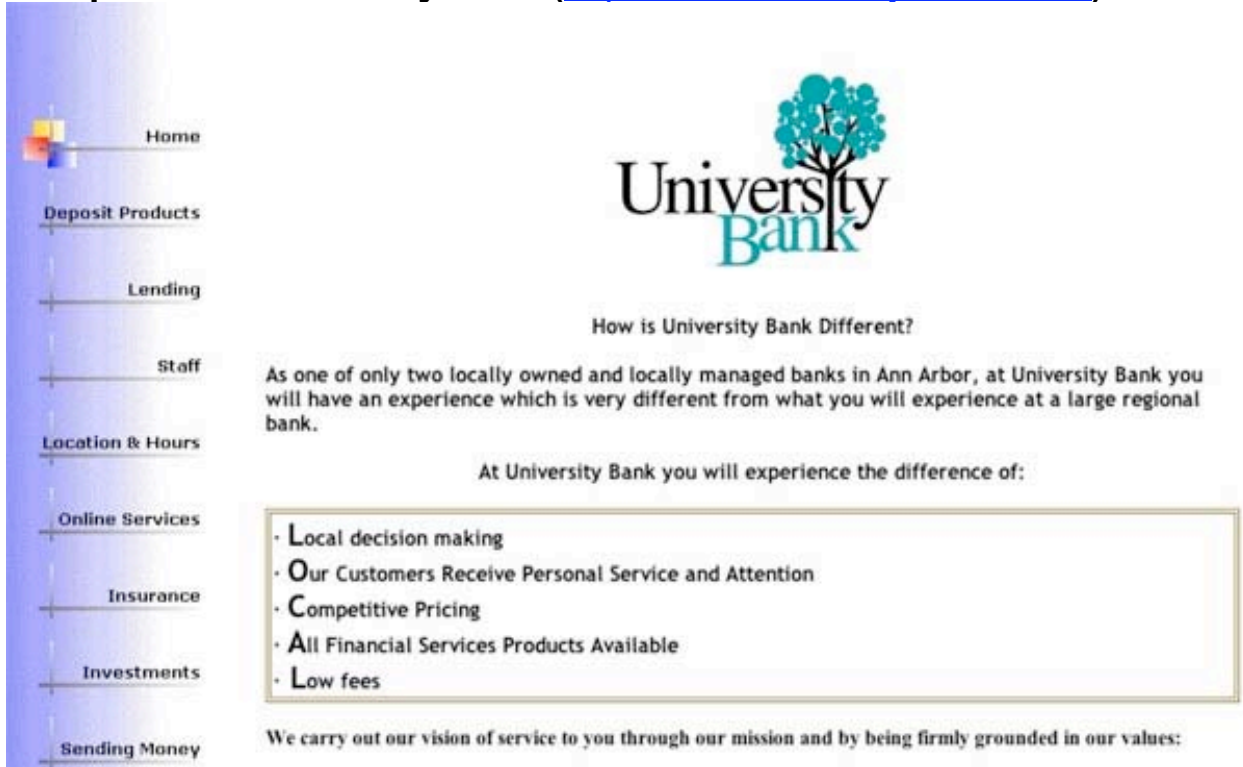 Home
Deposit Products
Lending
Staff
Location & Hours
Online Services
Insurance
Investments
Sending Money
University
Bank
How is University Bank Different?
As one of only two locally owned and locally managed banks in Ann Arbor, at University Bank you
will have an experience which is very different from what you will experience at a large regional
bank.
At University Bank you will experience the difference of:
· Local decision making
· Our Customers Receive Personal Service and Attention
· Competitive Pricing
· All Financial Services Products Available
· Low fees
We carry out our vision of service to you through our mission and by being firmly grounded in our values: